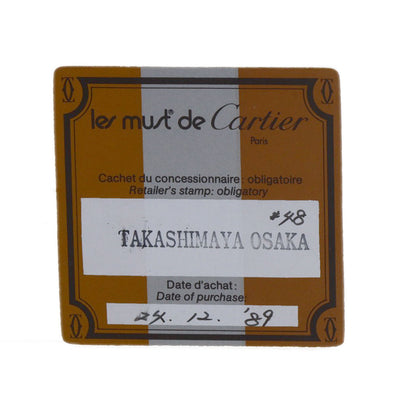 les must de Cartier
Paris
Cachet du concessionnaire : obligatoire
Retailer's stamp: obligatory
#48
TAKASHIMAYA OSAKA
Date d'achat:
Date of purchase:
24. 12. '89